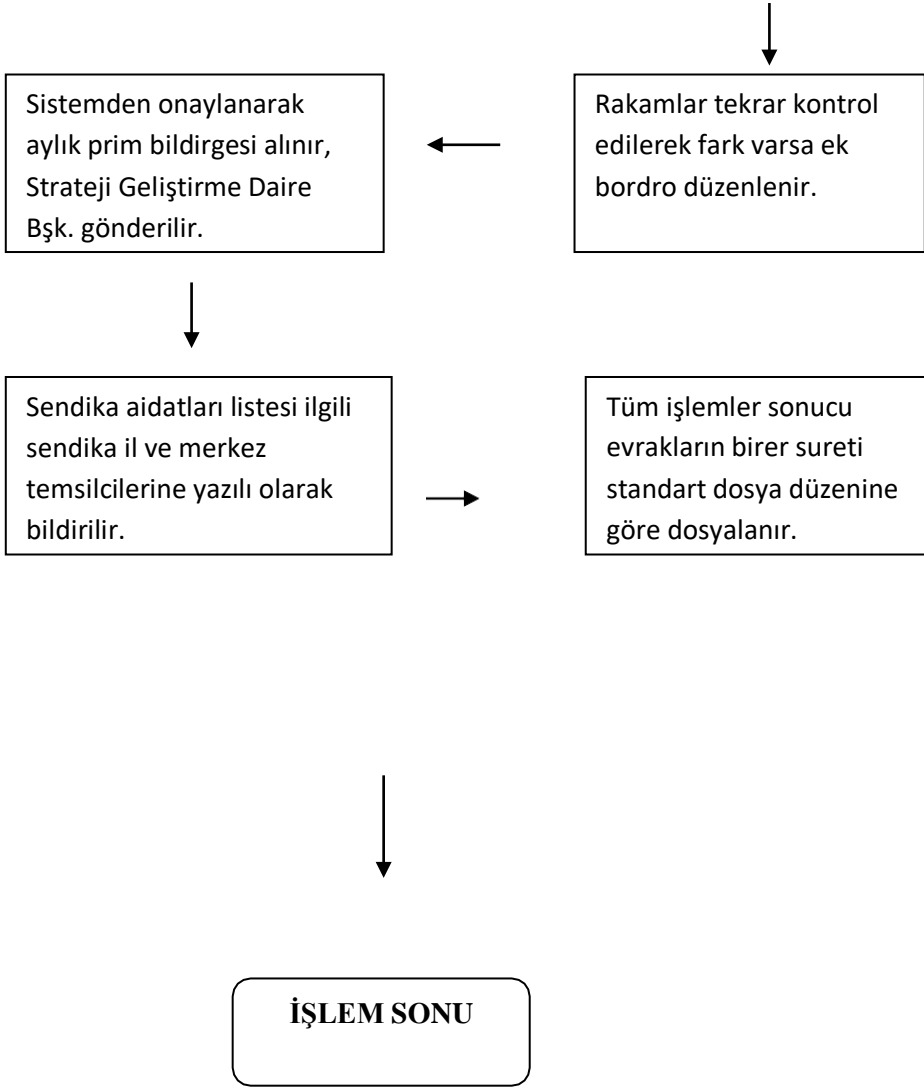 Sistemden onaylanarak
aylık prim bildirgesi alınır,
Strateji Geliştirme Daire
Bşk. gönderilir.
Rakamlar tekrar kontrol
edilerek fark varsa ek
bordro düzenlenir.
Sendika aidatları listesi ilgili
sendika il ve merkez
temsilcilerine yazılı olarak
bildirilir.
Tüm işlemler sonucu
evrakların birer sureti
standart dosya düzenine
göre dosyalanır.
İŞLEM SONU